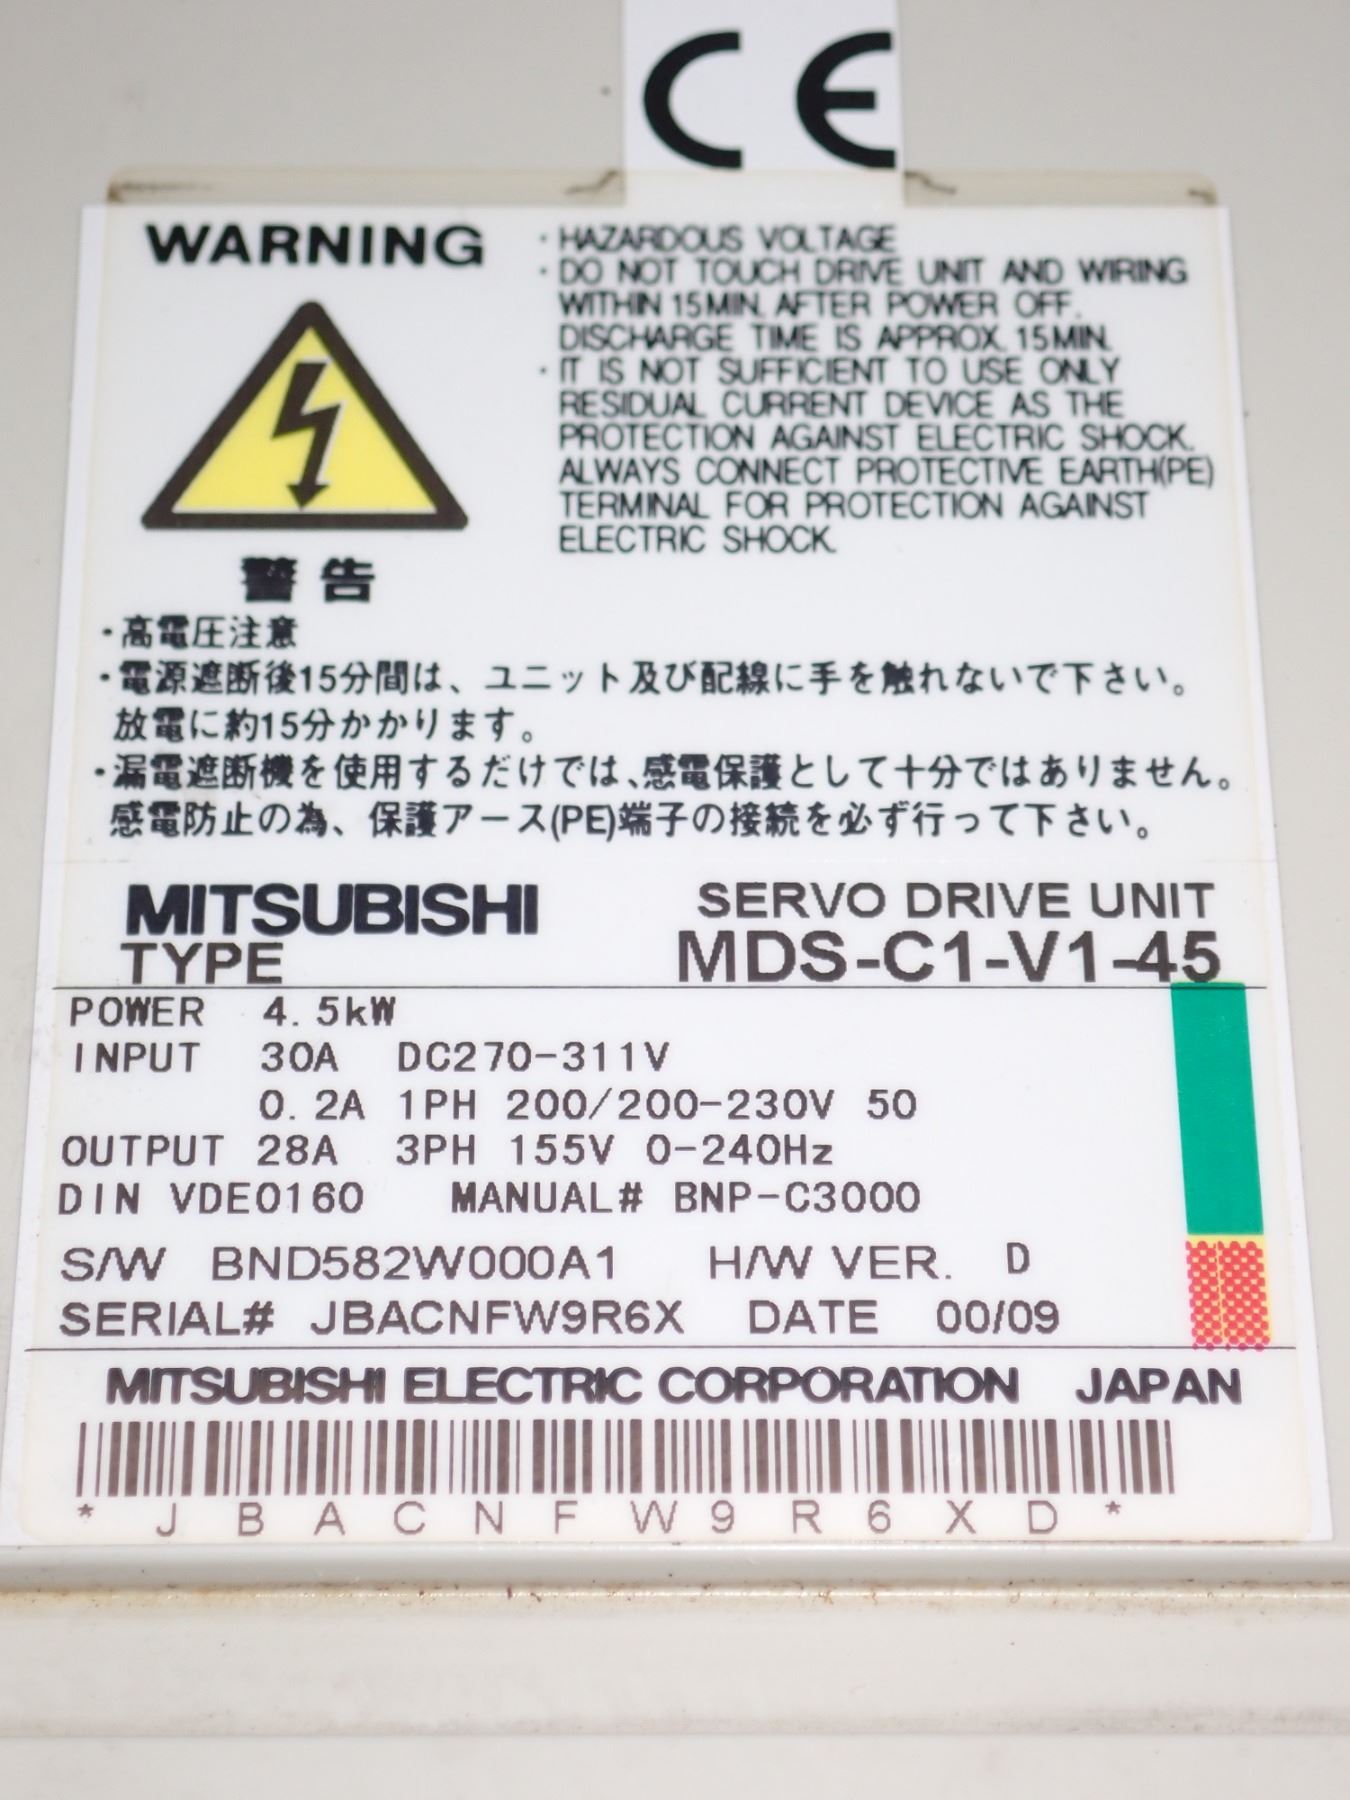 CE
WARNING
・HAZARDOUS VOLTAGE
・DO NOT TOUCH DRIVE UNIT AND WIRING
WITHIN 15MIN. AFTER POWER OFF.
DISCHARGE TIME IS APPROX. 15MIN.
・IT IS NOT SUFFICIENT TO USE ONLY
RESIDUAL CURRENT DEVICE AS THE
PROTECTION AGAINST ELECTRIC SHOCK.
ALWAYS CONNECT PROTECTIVE EARTH(PE)
TERMINAL FOR PROTECTION AGAINST
ELECTRIC SHOCK.
警告
・高電圧注意
・電源遮断後15分間は、ユニット及び配線に手を触れないで下さい。
放電に約15分かかります。
・漏電遮断機を使用するだけでは、感電保護として十分ではありません。
感電防止の為、保護アース(PE)端子の接続を必ず行って下さい。
MITSUBISHI SERVO DRIVE UNIT
TYPE MDS-C1-V1-45
POWER 4.5kW
INPUT 30A DC270-311V
0.2A 1PH 200/200-230V 50
OUTPUT 28A 3PH 155V 0-240Hz
DIN VDE0160 MANUAL# BNP-C3000
S/W BND582W000A1 H/W VER. D
SERIAL# JBACNFW9R6X DATE 00/09
MITSUBISHI ELECTRIC CORPORATION JAPAN
* J B A C N F W 9 R 6 X D *